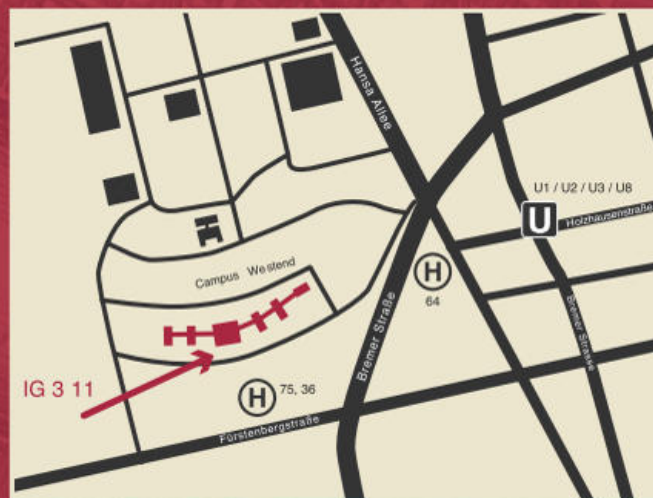 Hansa Allee
U1 / U2 / U3 / U8
U
Holzhausenstraße
Campus Westend
H
64
Bremer Straße
Bremer Strasse
IG 3 11
H
75, 36
Fürstenbergstraße